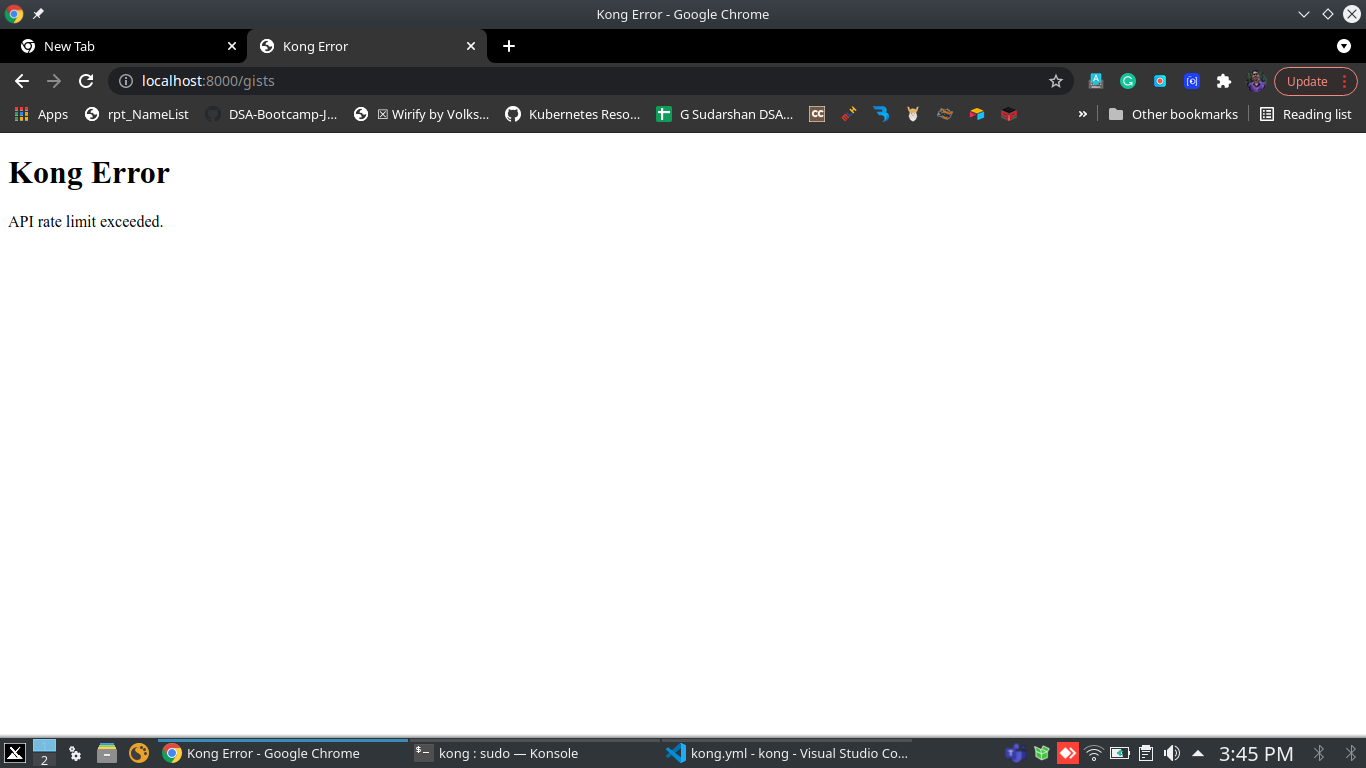 Kong Error - Google Chrome
New Tab
Kong Error
localhost:8000/gists
Update
Apps
rpt_NameList
DSA-Bootcamp-J...
☒ Wirify by Volks...
Kubernetes Reso...
G Sudarshan DSA...
CC
»
Other bookmarks
Reading list
Kong Error
API rate limit exceeded.
2
Kong Error - Google Chrome
kong : sudo — Konsole
kong.yml - kong - Visual Studio Co...
3:45 PM